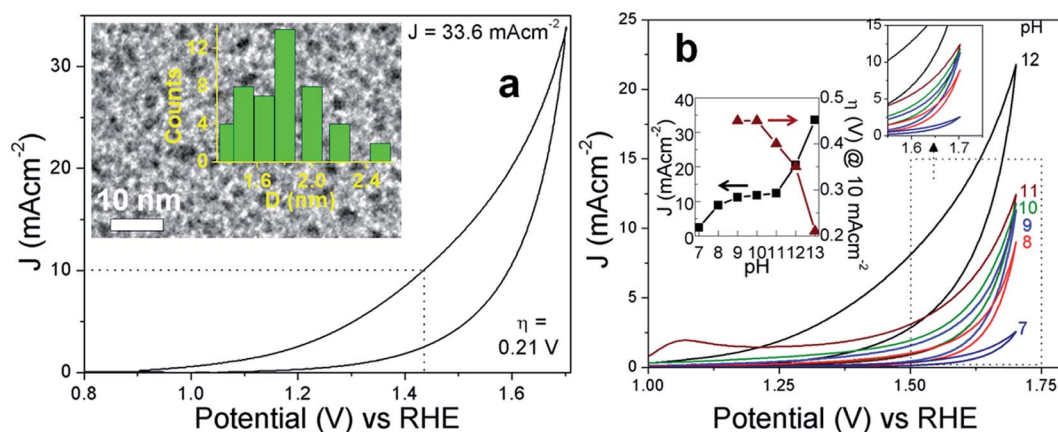 a
J = 33.6 mAcm-2
η =
0.21 V
J (mAcm-2)
30
20
10
0
0.8 1.0 1.2 1.4 1.6
Potential (V) vs RHE
Counts
12
8
4
0
1.6 2.0 2.4
D (nm)
10 nm
b
J (mAcm-2)
25
20
15
10
5
0
1.00 1.25 1.50 1.75
Potential (V) vs RHE
pH
12
11
10
9
8
7
J (mAcm-2)
40
30
20
10
0
7 8 9 10 11 12 13
pH
0.5
0.4
0.3
0.2
η (V) @ 10 mAcm-2
15
10
5
0
1.6 1.7